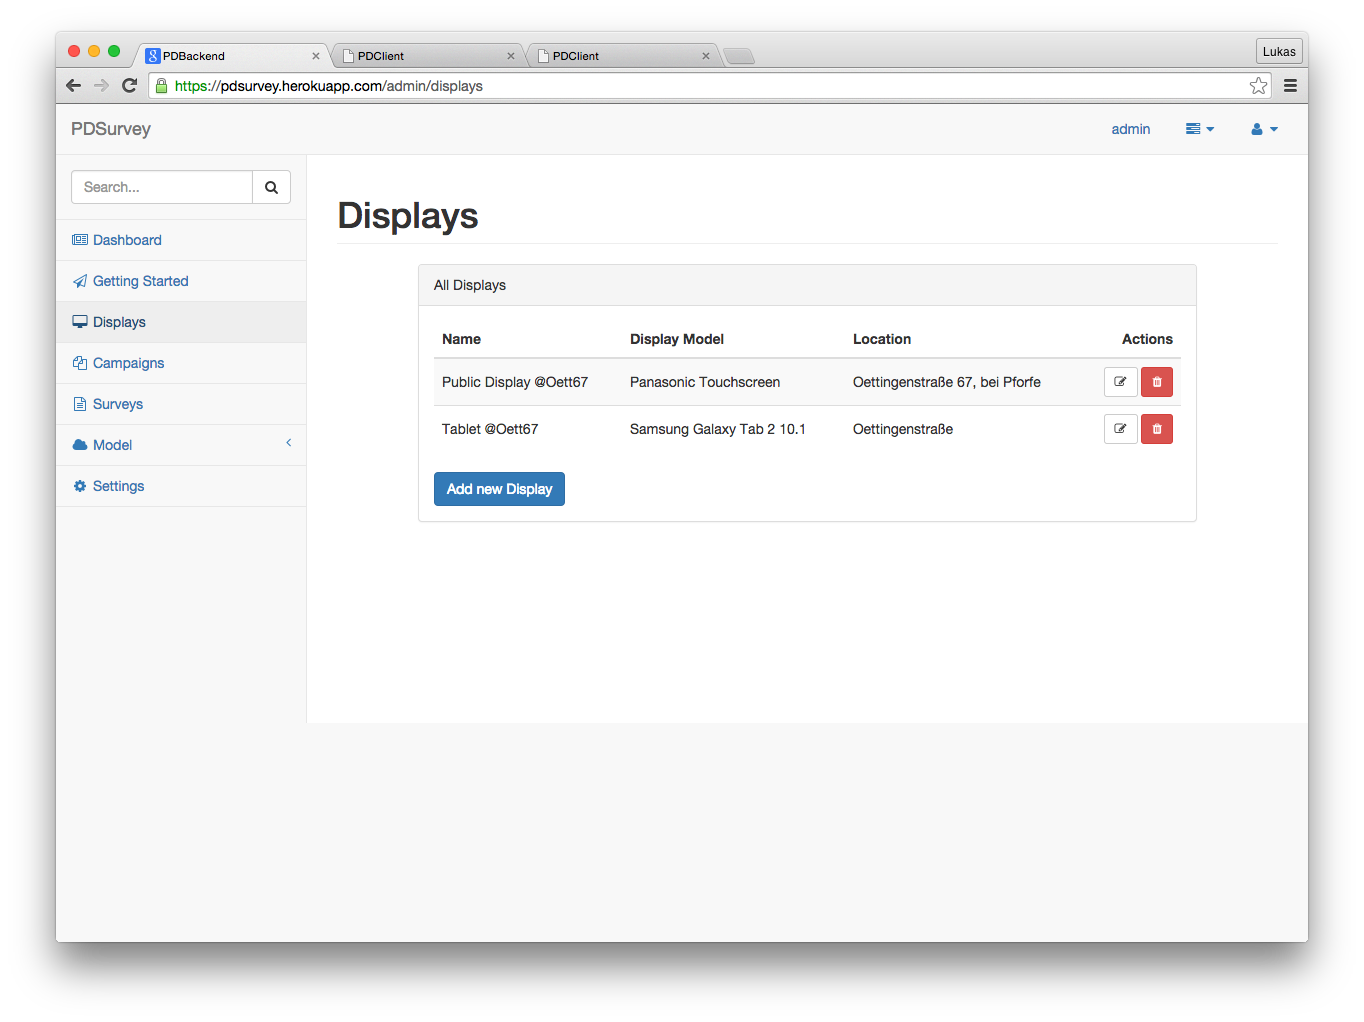 PDBackend
PDClient
PDClient
Lukas
https://pdsurvey.herokuapp.com/admin/displays
PDSurvey
admin
Search...
Dashboard
Getting Started
Displays
Campaigns
Surveys
Model
Settings
Displays
All Displays
Name Display Model Location Actions
Public Display @Oett67 Panasonic Touchscreen Oettingenstraße 67, bei Pforfe
Tablet @Oett67 Samsung Galaxy Tab 2 10.1 Oettingenstraße
Add new Display